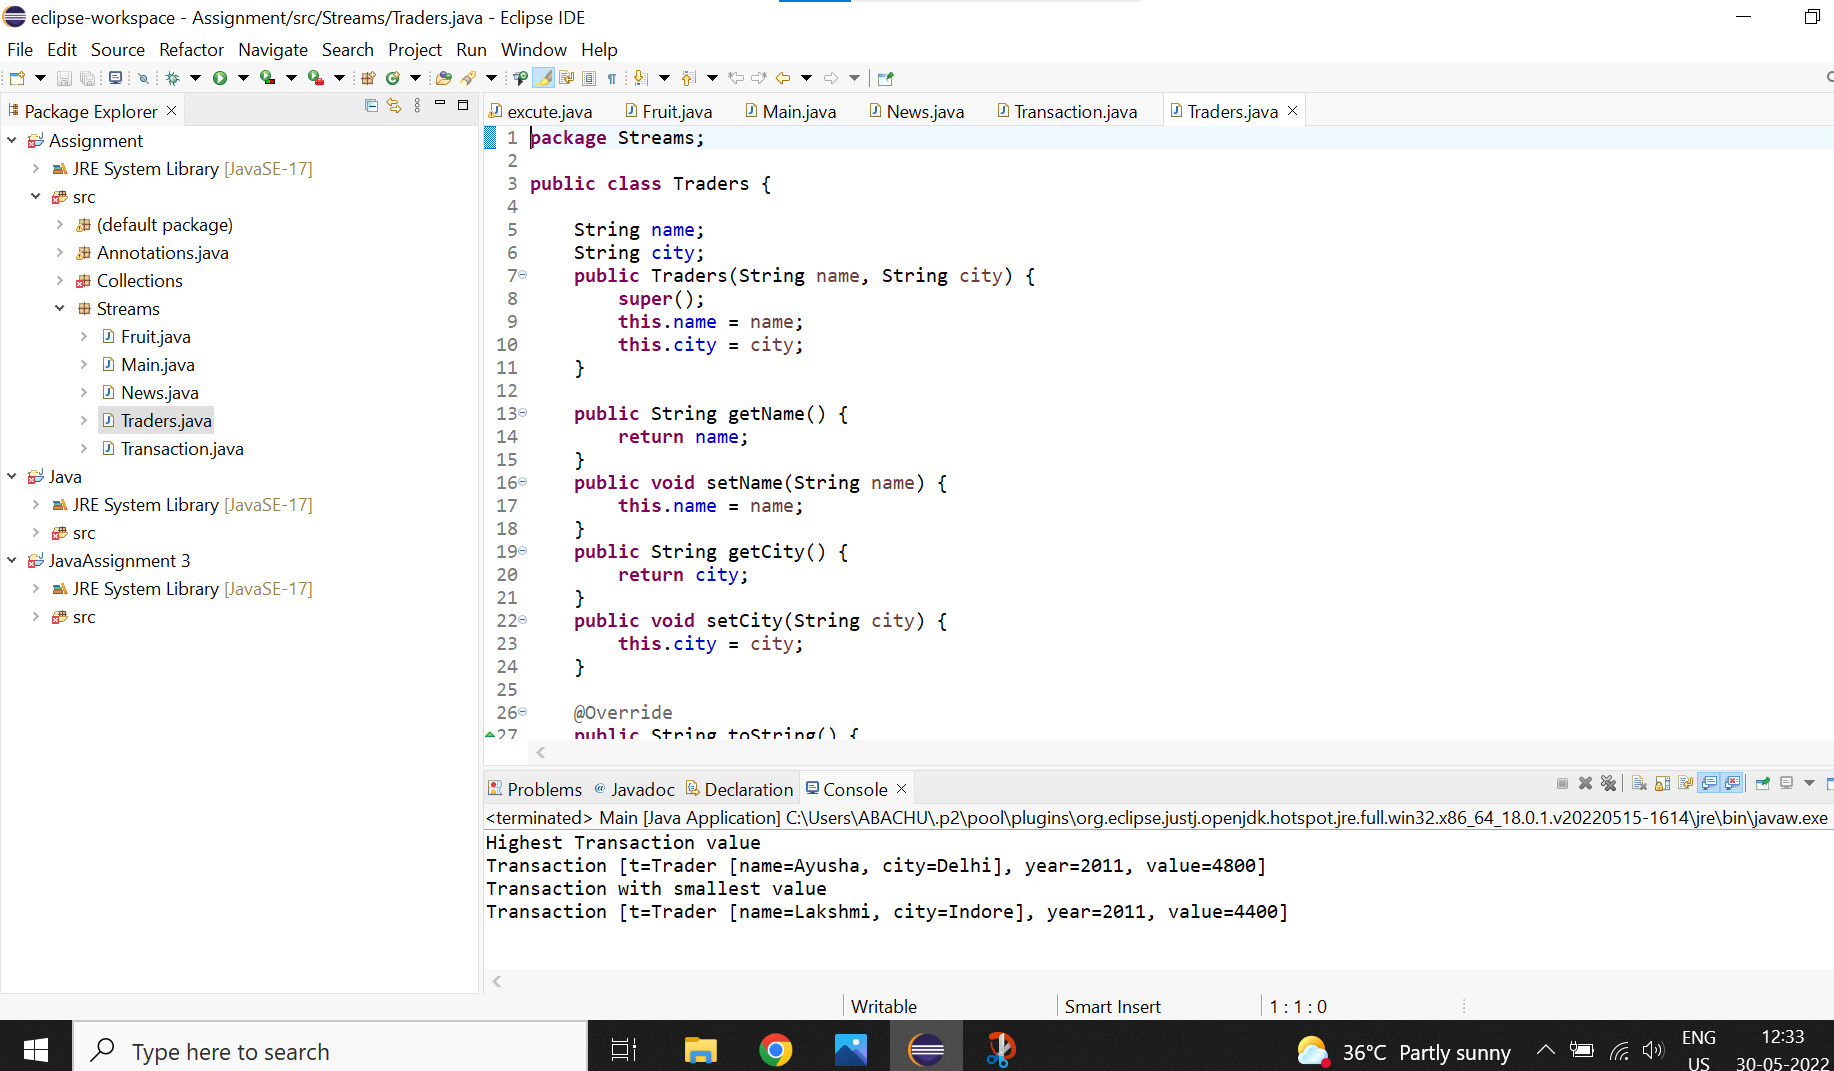 eclipse-workspace - Assignment/src/Streams/Traders.java - Eclipse IDE
File Edit Source Refactor Navigate Search Project Run Window Help
Package Explorer
Assignment
JRE System Library [JavaSE-17]
src
(default package)
Annotations.java
Collections
Streams
Fruit.java
Main.java
News.java
Traders.java
Transaction.java
Java
JRE System Library [JavaSE-17]
src
JavaAssignment 3
JRE System Library [JavaSE-17]
src
excute.java Fruit.java Main.java News.java Transaction.java Traders.java
1 package Streams;
2
3 public class Traders {
4
5 String name;
6 String city;
7 public Traders(String name, String city) {
8 super();
9 this.name = name;
10 this.city = city;
11 }
12
13 public String getName() {
14 return name;
15 }
16 public void setName(String name) {
17 this.name = name;
18 }
19 public String getCity() {
20 return city;
21 }
22 public void setCity(String city) {
23 this.city = city;
24 }
25
26 @Override
27 public String toString() {
Problems Javadoc Declaration Console
<terminated> Main [Java Application] C:\Users\ABACHU\.p2\pool\plugins\org.eclipse.justj.openjdk.hotspot.jre.full.win32.x86_64_18.0.1.v20220515-1614\jre\bin\javaw.exe
Highest Transaction value
Transaction [t=Trader [name=Ayusha, city=Delhi], year=2011, value=4800]
Transaction with smallest value
Transaction [t=Trader [name=Lakshmi, city=Indore], year=2011, value=4400]
Writable Smart Insert 1 : 1 : 0
Type here to search
36°C Partly sunny
ENG
US
12:33
30-05-2022